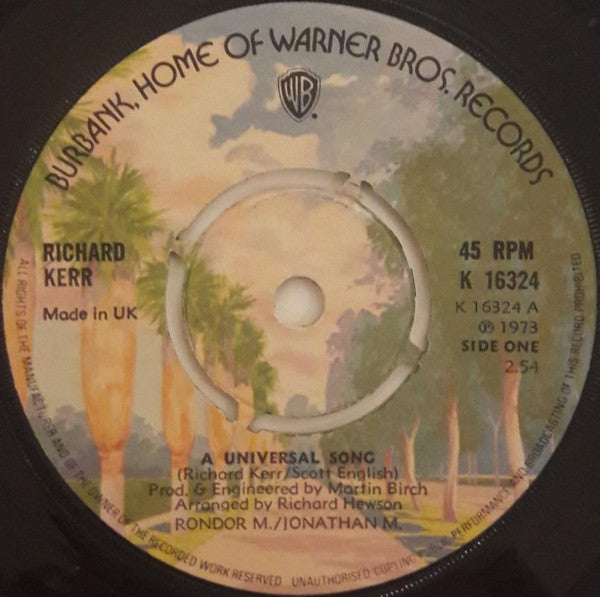 BURBANK, HOME OF WARNER BROS. RECORDS
WB
RICHARD
KERR
Made in UK
45 RPM
K 16324
K 16324 A
℗ 1973
SIDE ONE
2.54
A UNIVERSAL SONG
(Richard Kerr/Scott English)
Prod. & Engineered by Martin Birch
Arranged by Richard Hewson
RONDOR M./JONATHAN M.
ALL RIGHTS OF THE MANUFACTURER AND OF THE OWNER OF THE RECORDED WORK RESERVED. UNAUTHORISED COPYING PUBLIC PERFORMANCE AND BROADCASTING OF THIS RECORD PROHIBITED